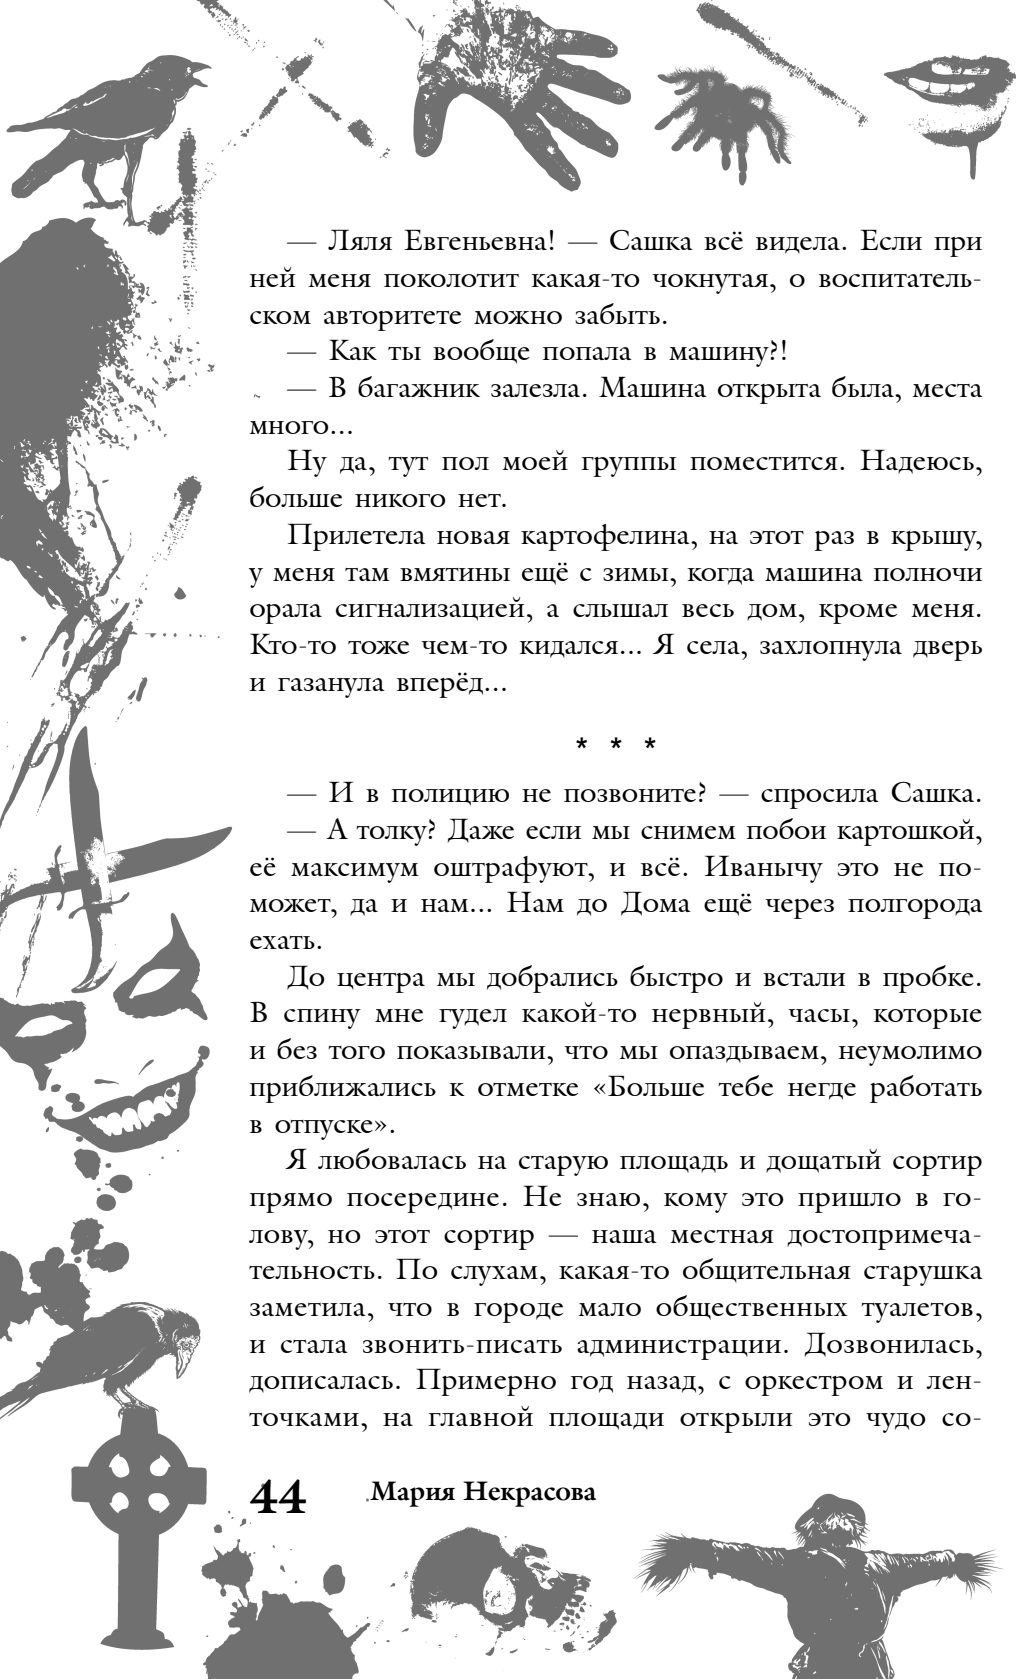 — Ляля Евгеньевна! — Сашка всё видела. Если при
ней меня поколотит какая-то чокнутая, о воспитатель-
ском авторитете можно забыть.
— Как ты вообще попала в машину?!
— В багажник залезла. Машина открыта была, места
много...
Ну да, тут пол моей группы поместится. Надеюсь,
больше никого нет.
Прилетела новая картофелина, на этот раз в крышу,
у меня там вмятины ещё с зимы, когда машина полночи
орала сигнализацией, а слышал весь дом, кроме меня.
Кто-то тоже чем-то кидался... Я села, захлопнула дверь
и газанула вперёд...
* * *
— И в полицию не позвоните? — спросила Сашка.
— А толку? Даже если мы снимем побои картошкой,
её максимум оштрафуют, и всё. Иванычу это не по-
может, да и нам... Нам до Дома ещё через полгорода
ехать.
До центра мы добрались быстро и встали в пробке.
В спину мне гудел какой-то нервный, часы, которые
и без того показывали, что мы опаздываем, неумолимо
приближались к отметке «Больше тебе негде работать
в отпуске».
Я любовалась на старую площадь и дощатый сортир
прямо посередине. Не знаю, кому это пришло в го-
лову, но этот сортир — наша местная достопримеча-
тельность. По слухам, какая-то общительная старушка
заметила, что в городе мало общественных туалетов,
и стала звонить-писать администрации. Дозвонилась,
дописалась. Примерно год назад, с оркестром и лен-
точками, на главной площади открыли это чудо со-
44 Мария Некрасова